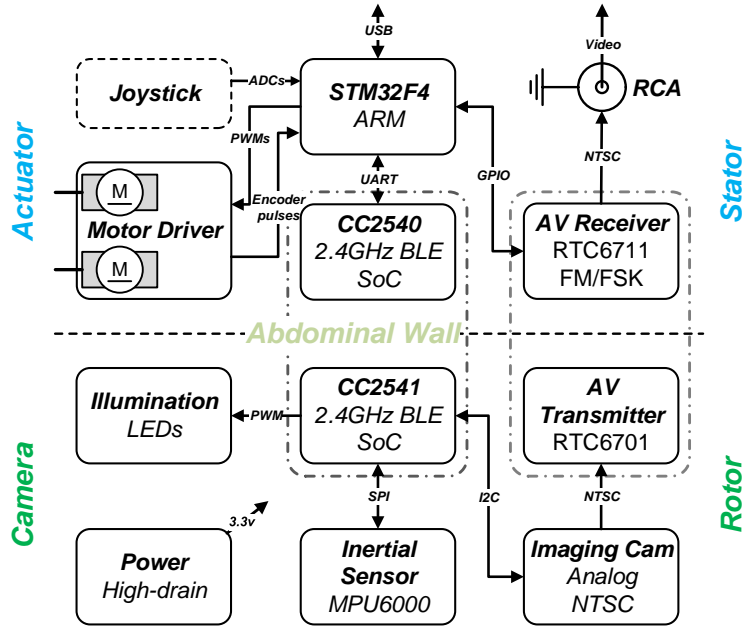 USB
Video
Joystick
ADCs
STM32F4
ARM
RCA
PWMs
NTSC
UART
GPIO
Encoder
pulses
Actuator
Stator
M
Motor Driver
M
CC2540
2.4GHz BLE
SoC
AV Receiver
RTC6711
FM/FSK
Abdominal Wall
Illumination
LEDs
PWM
CC2541
2.4GHz BLE
SoC
AV
Transmitter
RTC6701
Camera
Rotor
SPI
I2C
NTSC
3.3v
Power
High-drain
Inertial
Sensor
MPU6000
Imaging Cam
Analog
NTSC